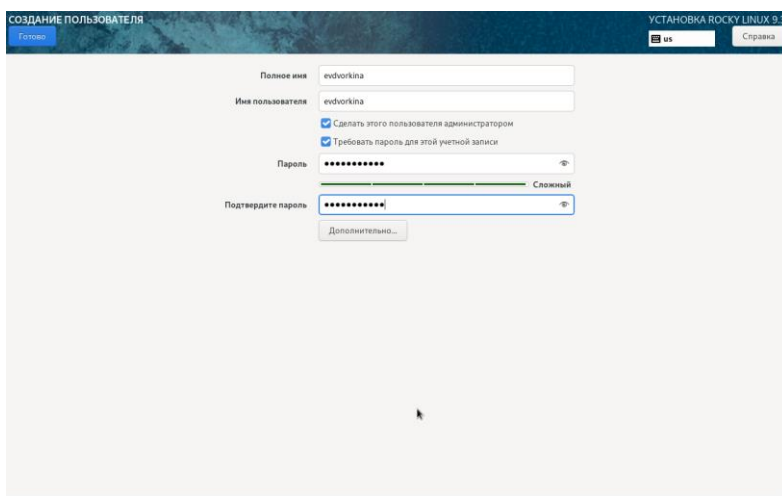 СОЗДАНИЕ ПОЛЬЗОВАТЕЛЯ
УСТАНОВКА ROCKY LINUX 9.
Готово
us
Справка
Полное имя
evdvorkina
Имя пользователя
evdvorkina
Сделать этого пользователя администратором
Требовать пароль для этой учетной записи
Пароль
•••••••••••
Сложный
Подтвердите пароль
•••••••••••
Дополнительно...